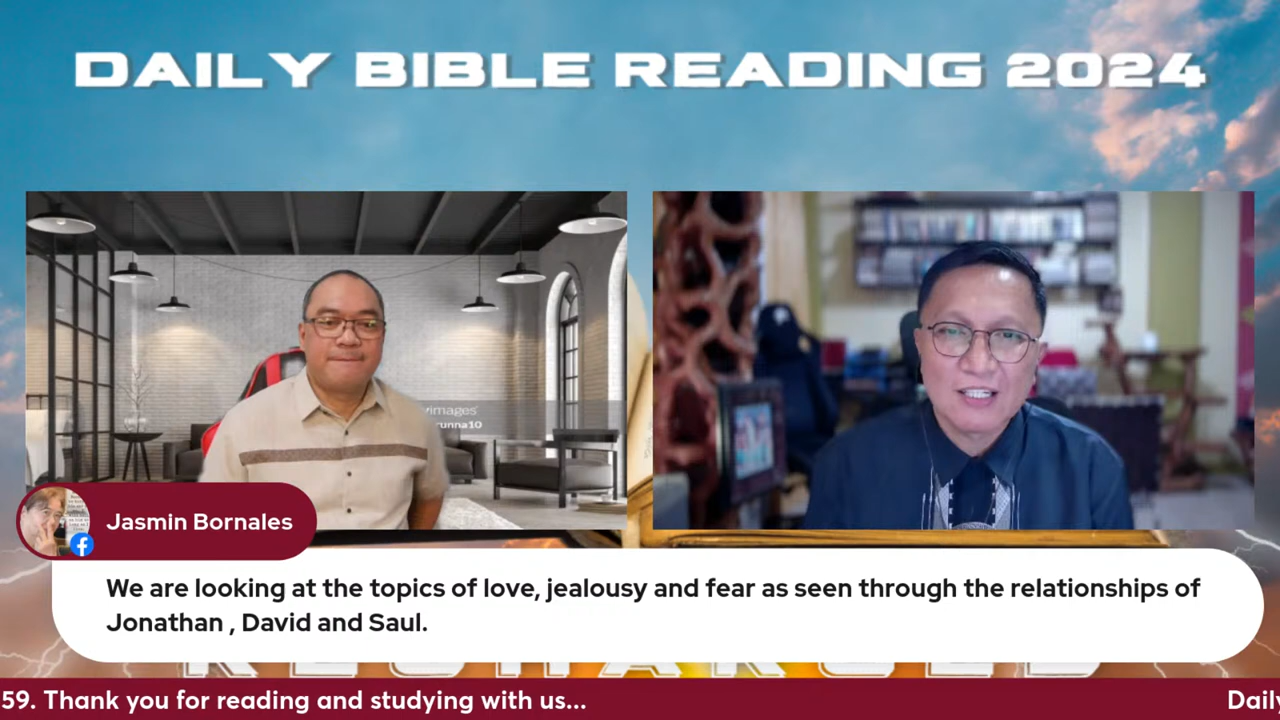 DAILY BIBLE READING 2024
runna10
Jasmin Bornales
We are looking at the topics of love, jealousy and fear as seen through the relationships of
Jonathan , David and Saul.
59. Thank you for reading and studying with us...
Daily